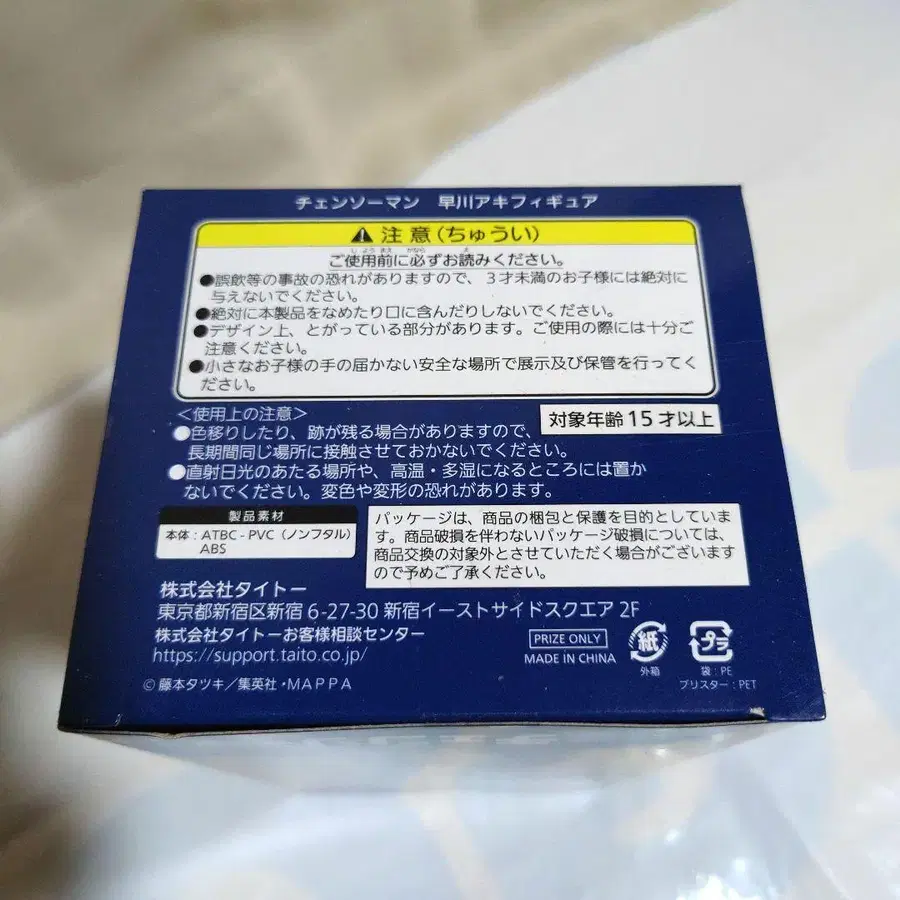 チェンソーマン 早川アキフィギュア
⚠ 注意(ちゅうい)
ご使用前に必ずお読みください。
●誤飲等の事故の恐れがありますので、3才未満のお子様には絶対に
与えないでください。
●絶対に本製品をなめたり口に含んだりしないでください。
●デザイン上、とがっている部分があります。ご使用の際には十分ご
注意ください。
●小さなお子様の手の届かない安全な場所で展示及び保管を行ってく
ださい。
<使用上の注意>
対象年齢15才以上
●色移りしたり、跡が残る場合がありますので、
長期間同じ場所に接触させておかないでください。
●直射日光のあたる場所や、高温・多湿になるところには置か
ないでください。変色や変形の恐れがあります。
製品素材
本体:ATBC-PVC(ノンフタル)
ABS
パッケージは、商品の梱包と保護を目的としていま
す。商品破損を伴わないパッケージ破損については、
商品交換の対象外とさせていただく場合がございます
ので予めご了承ください。
株式会社タイトー
東京都新宿区新宿6-27-30 新宿イーストサイドスクエア 2F
株式会社タイトーお客様相談センター
https://support.taito.co.jp/
©藤本タツキ/集英社・MAPPA
PRIZE ONLY
MADE IN CHINA
紙
外箱
プラ
袋:PE
ブリスター:PET